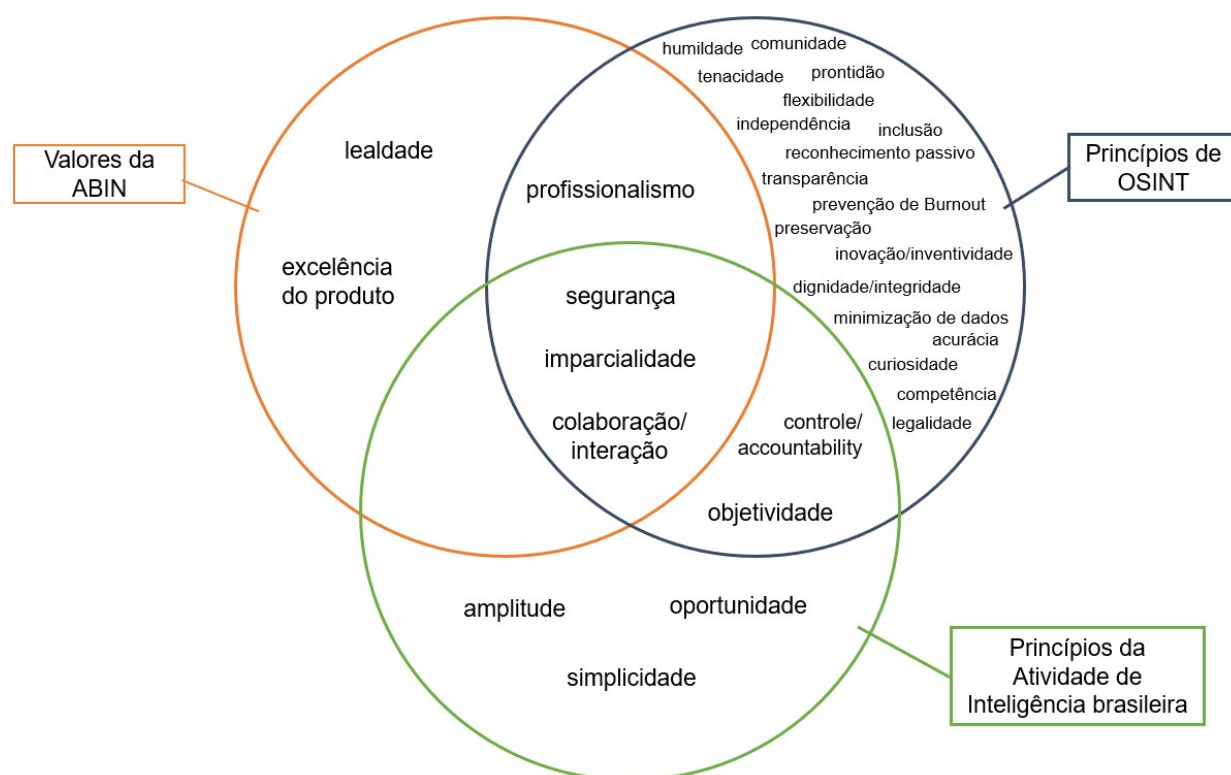 humildade
comunidade
tenacidade
prontidão
flexibilidade
independência
inclusão
reconhecimento passivo
transparência
prevenção de Burnout
preservação
inovação/inventividade
dignidade/integridade
minimização de dados
acurácia
curiosidade
competência
legalidade
Valores da
ABIN
lealdade
excelência
do produto
profissionalismo
Princípios de
OSINT
segurança
imparcialidade
colaboração/
interação
controle/
accountability
objetividade
amplitude
oportunidade
simplicidade
Princípios da
Atividade de
Inteligência brasileira